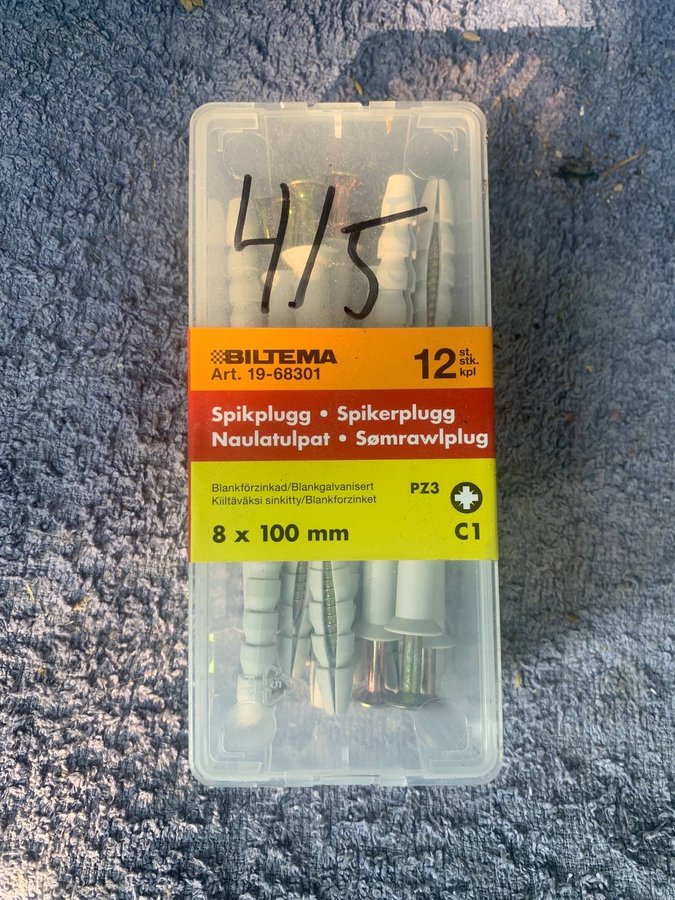 4/5
BILTEMA
Art. 19-68301
12 st. stk. kpl
Spikplugg • Spikerplugg
Naulatulpat • Sømrawlplug
Blankförzinkad/Blankgalvanisert
Kiiltäväksi sinkitty/Blankforzinket
PZ3
8 x 100 mm
C1